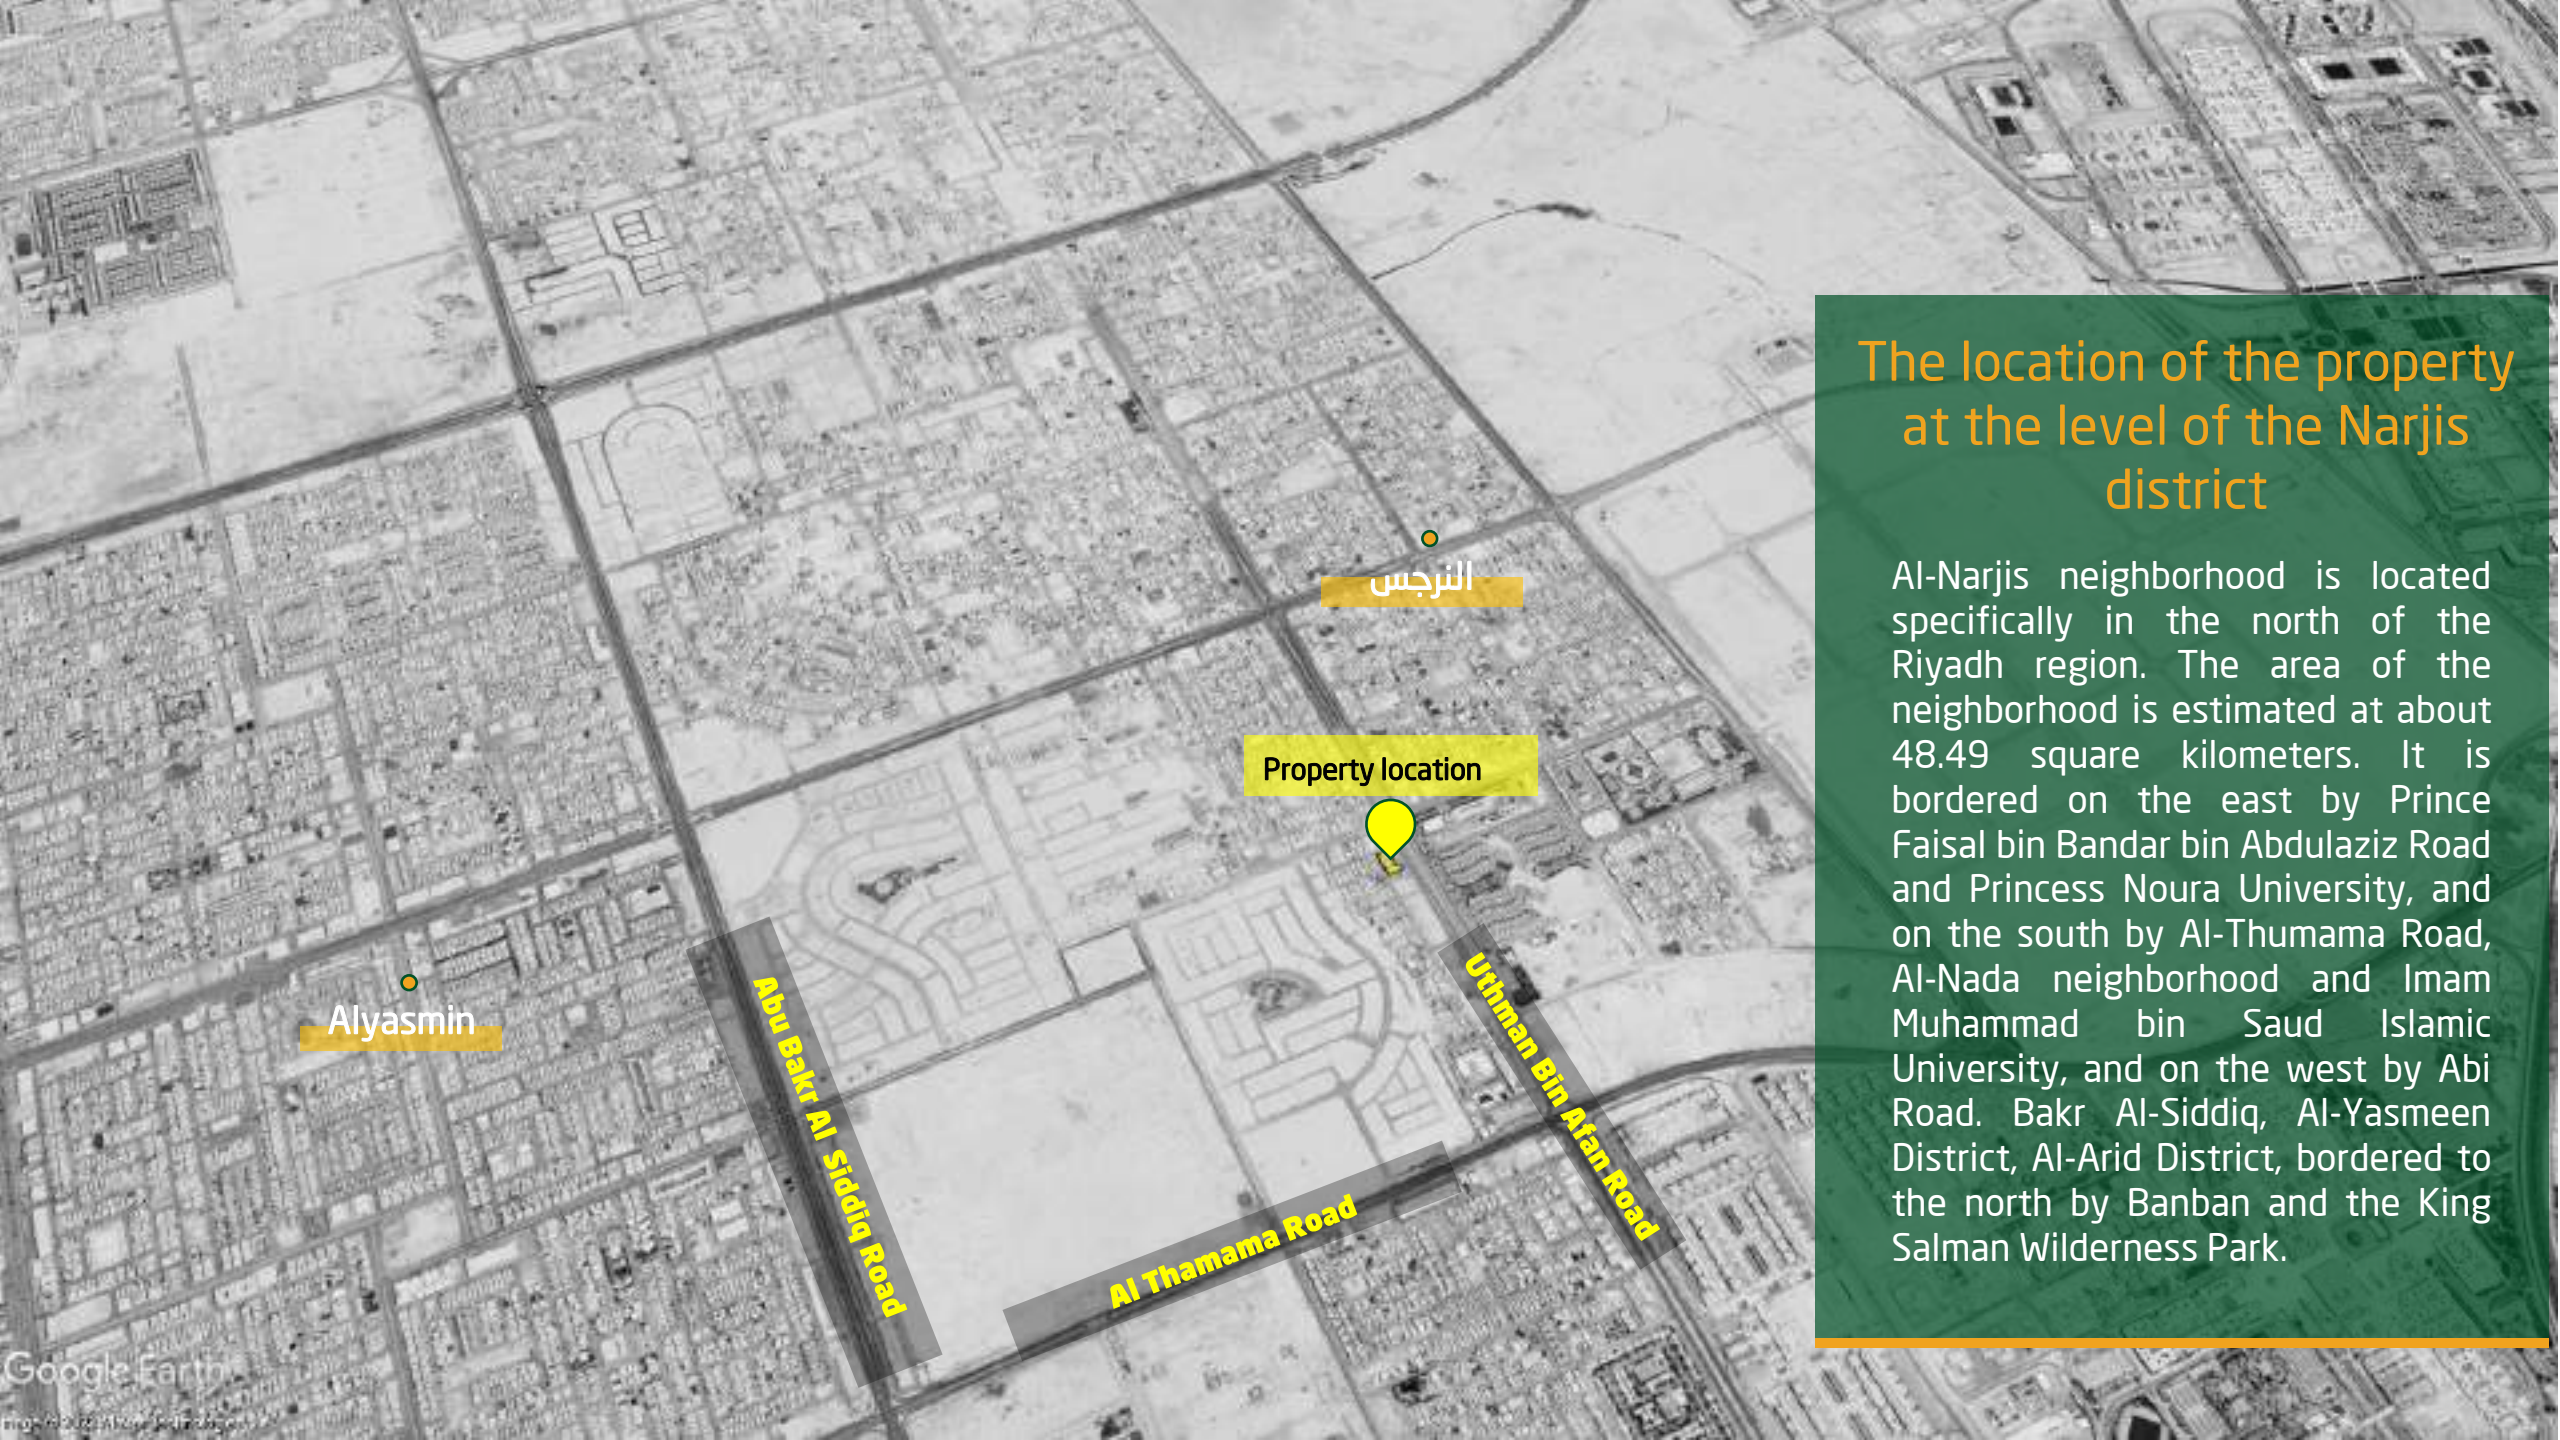 The location of the property
at the level of the Narjis
district
Al-Narjis neighborhood is located
specifically in the north of the
Riyadh region. The area of the
neighborhood is estimated at about
48.49 square kilometers. It is
bordered on the east by Prince
Faisal bin Bandar bin Abdulaziz Road
and Princess Noura University, and
on the south by Al-Thumama Road,
Al-Nada neighborhood and Imam
Muhammad bin Saud Islamic
University, and on the west by Abi
Road. Bakr Al-Siddiq, Al-Yasmeen
District, Al-Arid District, bordered to
the north by Banban and the King
Salman Wilderness Park.
النرجس
Property location
Alyasmin
Abu Bakr Al Siddiq Road
Uthman Bin Afan Road
Al Thamama Road
Google Earth